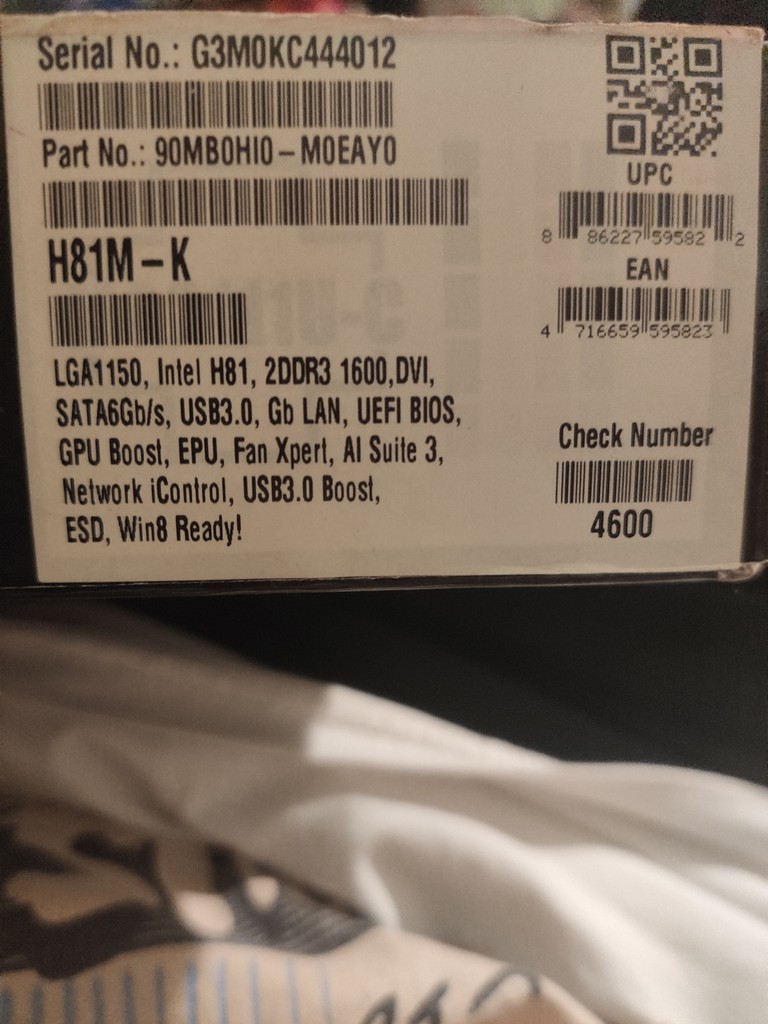 Serial No.: G3M0KC444012
Part No.: 90MB0HI0-M0EAY0
H81M-K
LGA1150, Intel H81, 2DDR3 1600,DVI,
SATA6Gb/s, USB3.0, Gb LAN, UEFI BIOS,
GPU Boost, EPU, Fan Xpert, AI Suite 3,
Network iControl, USB3.0 Boost,
ESD, Win8 Ready!
UPC
8 86227 59582 2
EAN
4 716659 595823
Check Number
4600